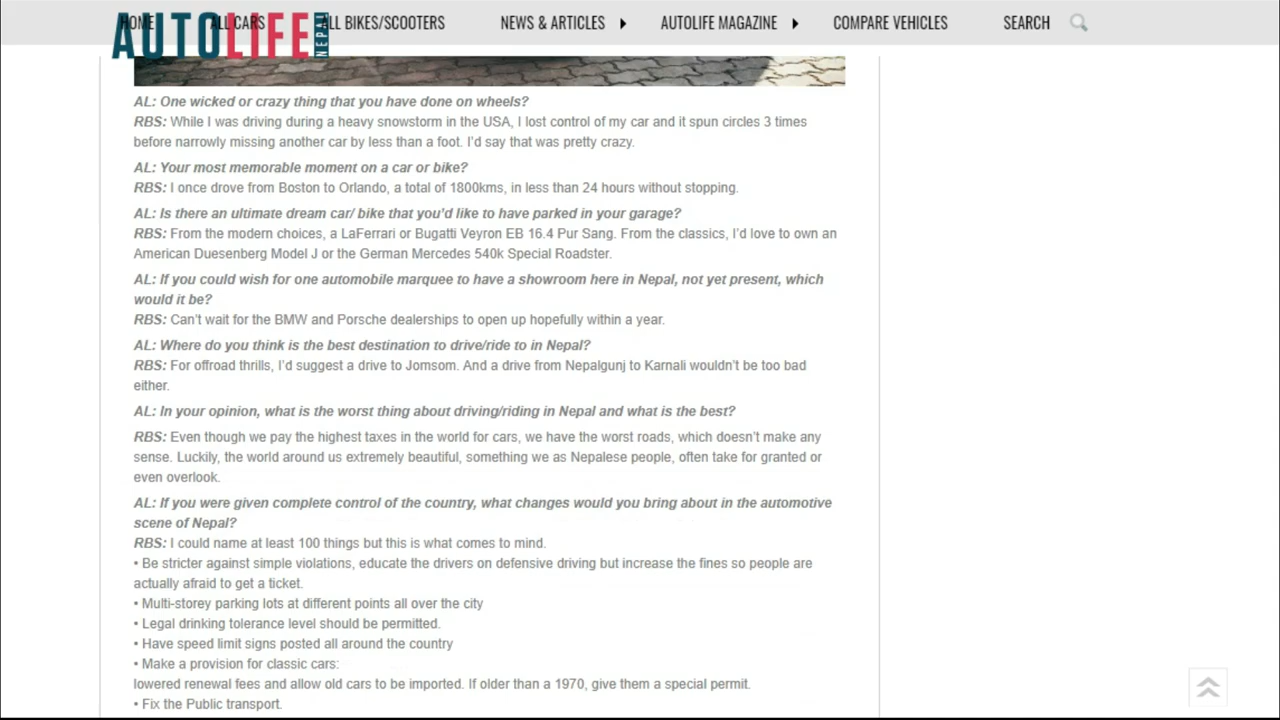 HOME ALL CARS ALL BIKES/SCOOTERS NEWS & ARTICLES AUTOLIFE MAGAZINE COMPARE VEHICLES SEARCH
AUTOLIFE NEPAL
AL: One wicked or crazy thing that you have done on wheels?
RBS: While I was driving during a heavy snowstorm in the USA, I lost control of my car and it spun circles 3 times
before narrowly missing another car by less than a foot. I’d say that was pretty crazy.
AL: Your most memorable moment on a car or bike?
RBS: I once drove from Boston to Orlando, a total of 1800kms, in less than 24 hours without stopping.
AL: Is there an ultimate dream car/ bike that you’d like to have parked in your garage?
RBS: From the modern choices, a LaFerrari or Bugatti Veyron EB 16.4 Pur Sang. From the classics, I’d love to own an
American Duesenberg Model J or the German Mercedes 540k Special Roadster.
AL: If you could wish for one automobile marquee to have a showroom here in Nepal, not yet present, which
would it be?
RBS: Can’t wait for the BMW and Porsche dealerships to open up hopefully within a year.
AL: Where do you think is the best destination to drive/ride to in Nepal?
RBS: For offroad thrills, I’d suggest a drive to Jomsom. And a drive from Nepalgunj to Karnali wouldn’t be too bad
either.
AL: In your opinion, what is the worst thing about driving/riding in Nepal and what is the best?
RBS: Even though we pay the highest taxes in the world for cars, we have the worst roads, which doesn’t make any
sense. Luckily, the world around us extremely beautiful, something we as Nepalese people, often take for granted or
even overlook.
AL: If you were given complete control of the country, what changes would you bring about in the automotive
scene of Nepal?
RBS: I could name at least 100 things but this is what comes to mind.
• Be stricter against simple violations, educate the drivers on defensive driving but increase the fines so people are
actually afraid to get a ticket.
• Multi-storey parking lots at different points all over the city
• Legal drinking tolerance level should be permitted.
• Have speed limit signs posted all around the country
• Make a provision for classic cars:
lowered renewal fees and allow old cars to be imported. If older than a 1970, give them a special permit.
• Fix the Public transport.